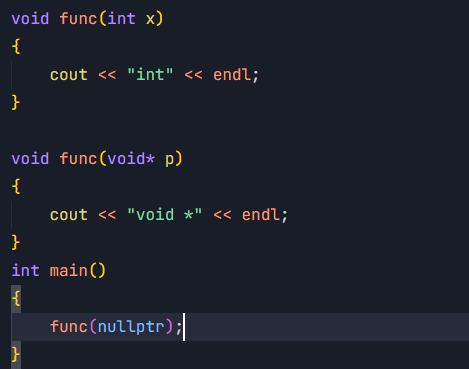 void func(int x)
{
    cout << "int" << endl;
}

void func(void* p)
{
    cout << "void *" << endl;
}
int main()
{
    func(nullptr);
}